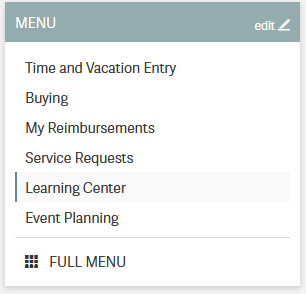 MENU
edit
Time and Vacation Entry
Buying
My Reimbursements
Service Requests
Learning Center
Event Planning
FULL MENU